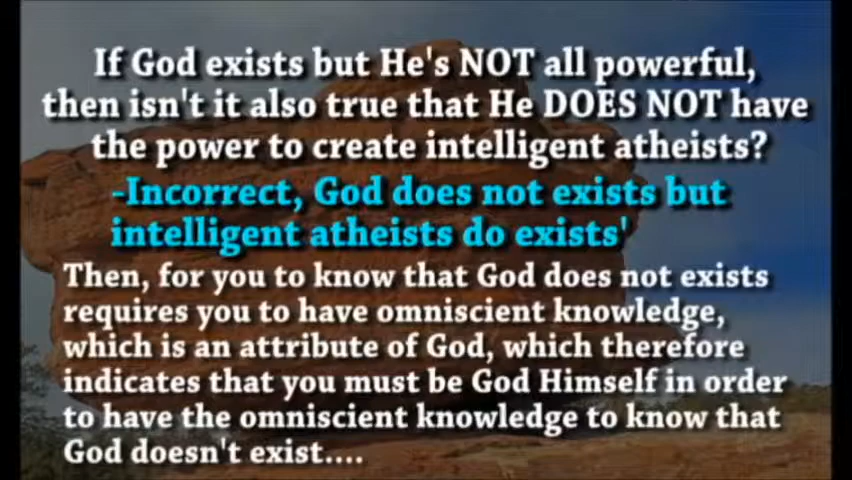 If God exists but He's NOT all powerful,
then isn't it also true that He DOES NOT have
the power to create intelligent atheists?
-Incorrect, God does not exists but
intelligent atheists do exists'
Then, for you to know that God does not exists
requires you to have omniscient knowledge,
which is an attribute of God, which therefore
indicates that you must be God Himself in order
to have the omniscient knowledge to know that
God doesn't exist....